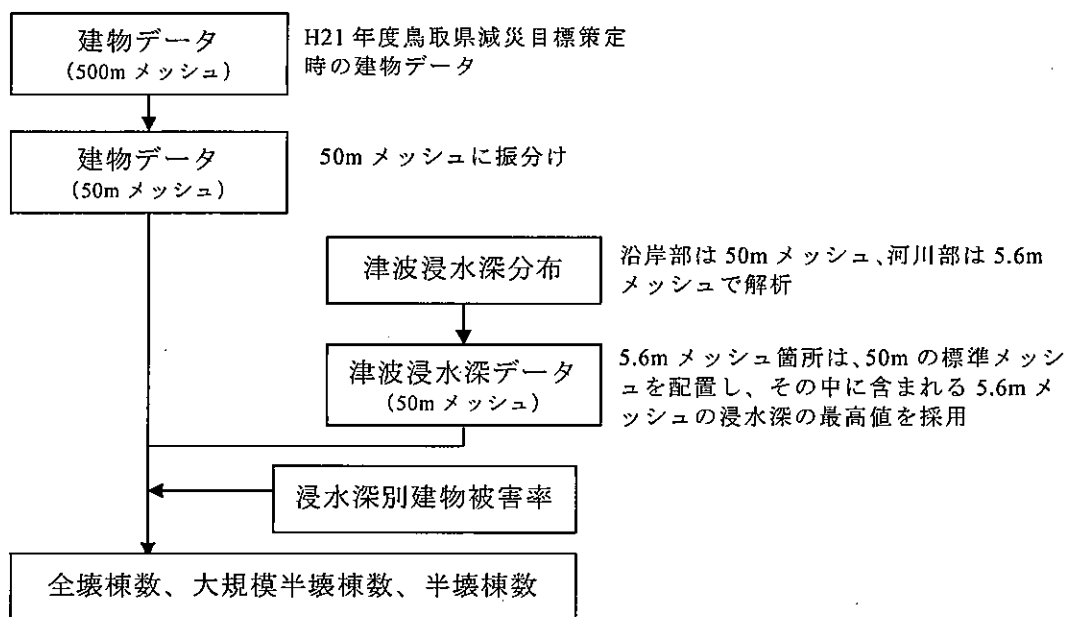 建物データ
(500m メッシュ)
H21 年度鳥取県減災目標策定
時の建物データ
建物データ
(50m メッシュ)
50m メッシュに振分け
津波浸水深分布
沿岸部は 50m メッシュ、河川部は 5.6m
メッシュで解析
津波浸水深データ
(50m メッシュ)
5.6m メッシュ箇所は、50m の標準メッシ
ュを配置し、その中に含まれる 5.6m メ
ッシュの浸水深の最高値を採用
浸水深別建物被害率
全壊棟数、大規模半壊棟数、半壊棟数